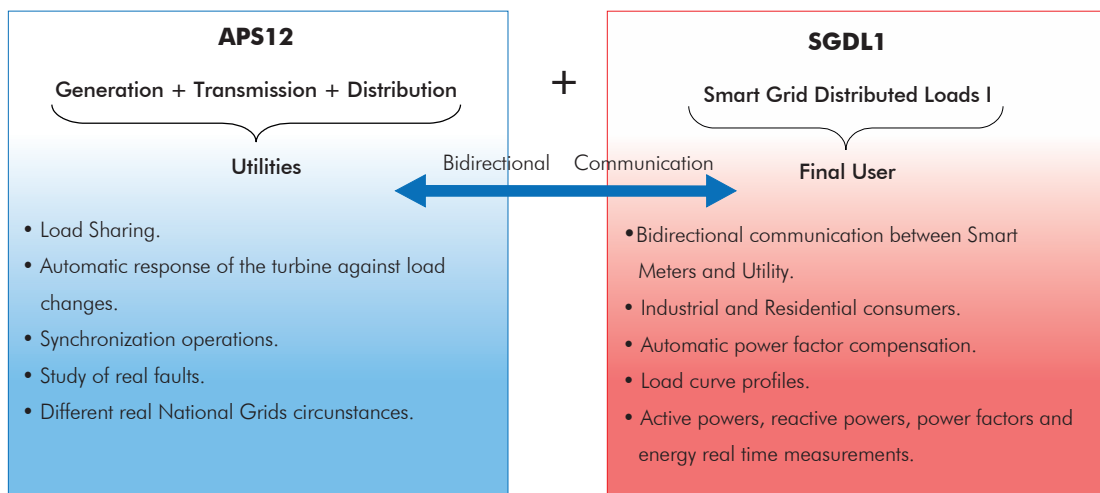 APS12
Generation + Transmission + Distribution
Utilities
• Load Sharing.
• Automatic response of the turbine against load
changes.
• Synchronization operations.
• Study of real faults.
• Different real National Grids circumstances.
+
Bidirectional Communication
SGDL1
Smart Grid Distributed Loads I
Final User
•Bidirectional communication between Smart
Meters and Utility.
• Industrial and Residential consumers.
• Automatic power factor compensation.
• Load curve profiles.
• Active powers, reactive powers, power factors and
energy real time measurements.